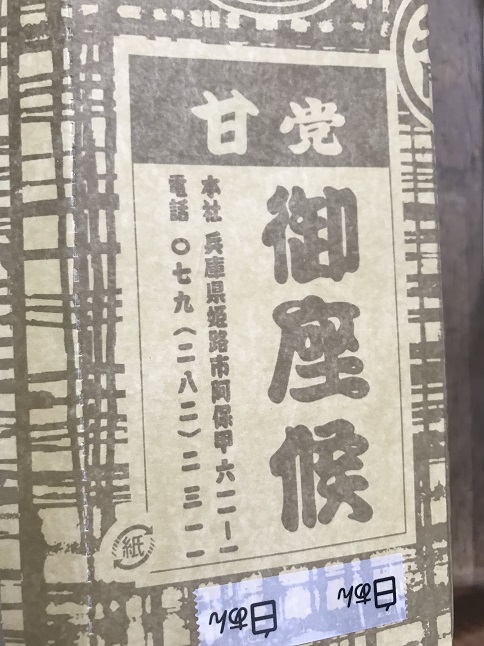 甘党
御座候
本社 兵庫県姫路市阿保甲六一一ー一
電話 〇七九(二八二)二三一一
紙
白あん 白あん